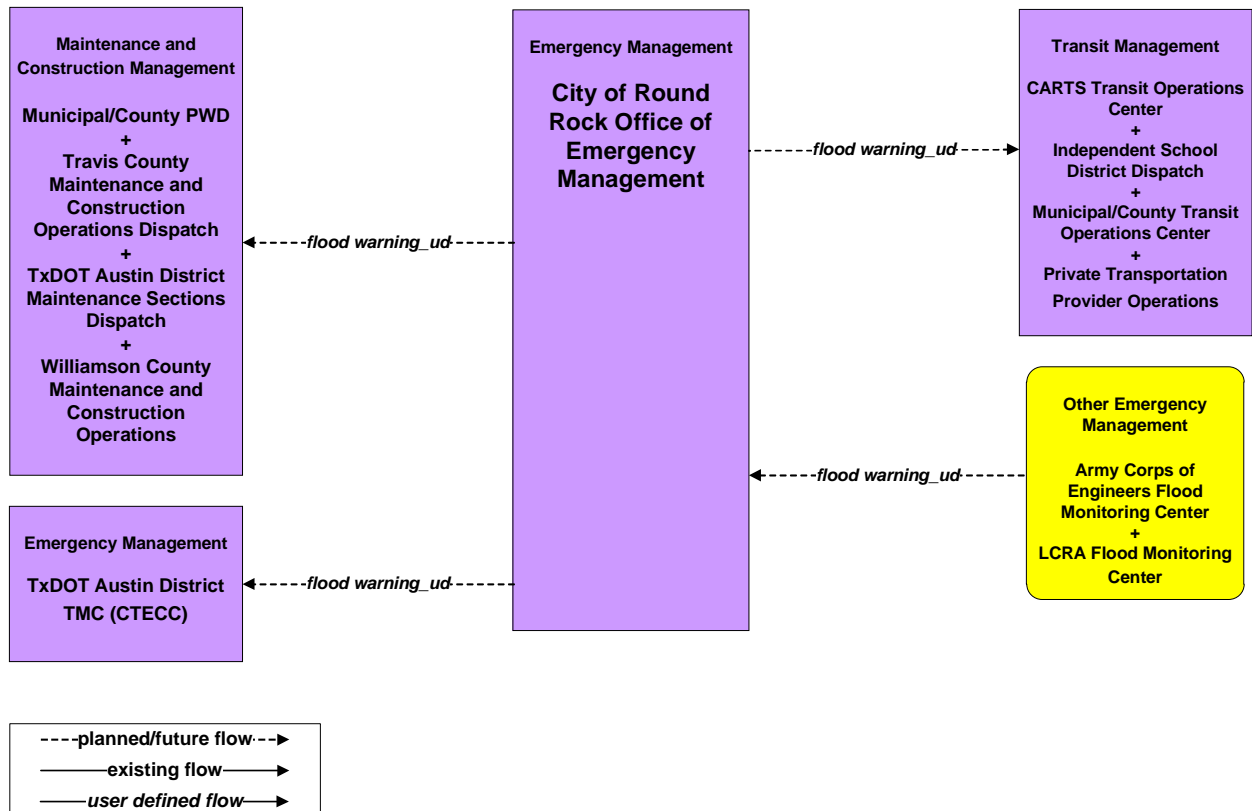 Maintenance and
Construction Management
Municipal/County PWD
+
Travis County
Maintenance and
Construction
Operations Dispatch
+
TxDOT Austin District
Maintenance Sections
Dispatch
+
Williamson County
Maintenance and
Construction
Operations
flood warning_ud
Emergency Management
City of Round
Rock Office of
Emergency
Management
flood warning_ud
Transit Management
CARTS Transit Operations
Center
+
Independent School
District Dispatch
+
Municipal/County Transit
Operations Center
+
Private Transportation
Provider Operations
Emergency Management
TxDOT Austin District
TMC (CTECC)
flood warning_ud
flood warning_ud
Other Emergency
Management
Army Corps of
Engineers Flood
Monitoring Center
+
LCRA Flood Monitoring
Center
planned/future flow
existing flow
user defined flow